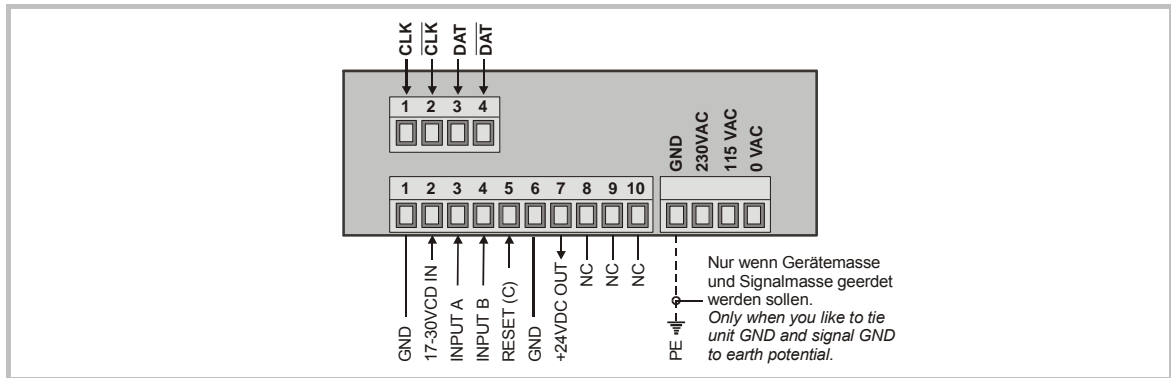 CLK
CLK
DAT
DAT
1 2 3 4
GND
230VAC
115 VAC
0 VAC
1 2 3 4 5 6 7 8 9 10
GND
17-30VCD IN
INPUT A
INPUT B
RESET (C)
GND
+24VDC OUT
NC
NC
NC
PE
Nur wenn Gerätemasse
und Signalmasse geerdet
werden sollen.
Only when you like to tie
unit GND and signal GND
to earth potential.